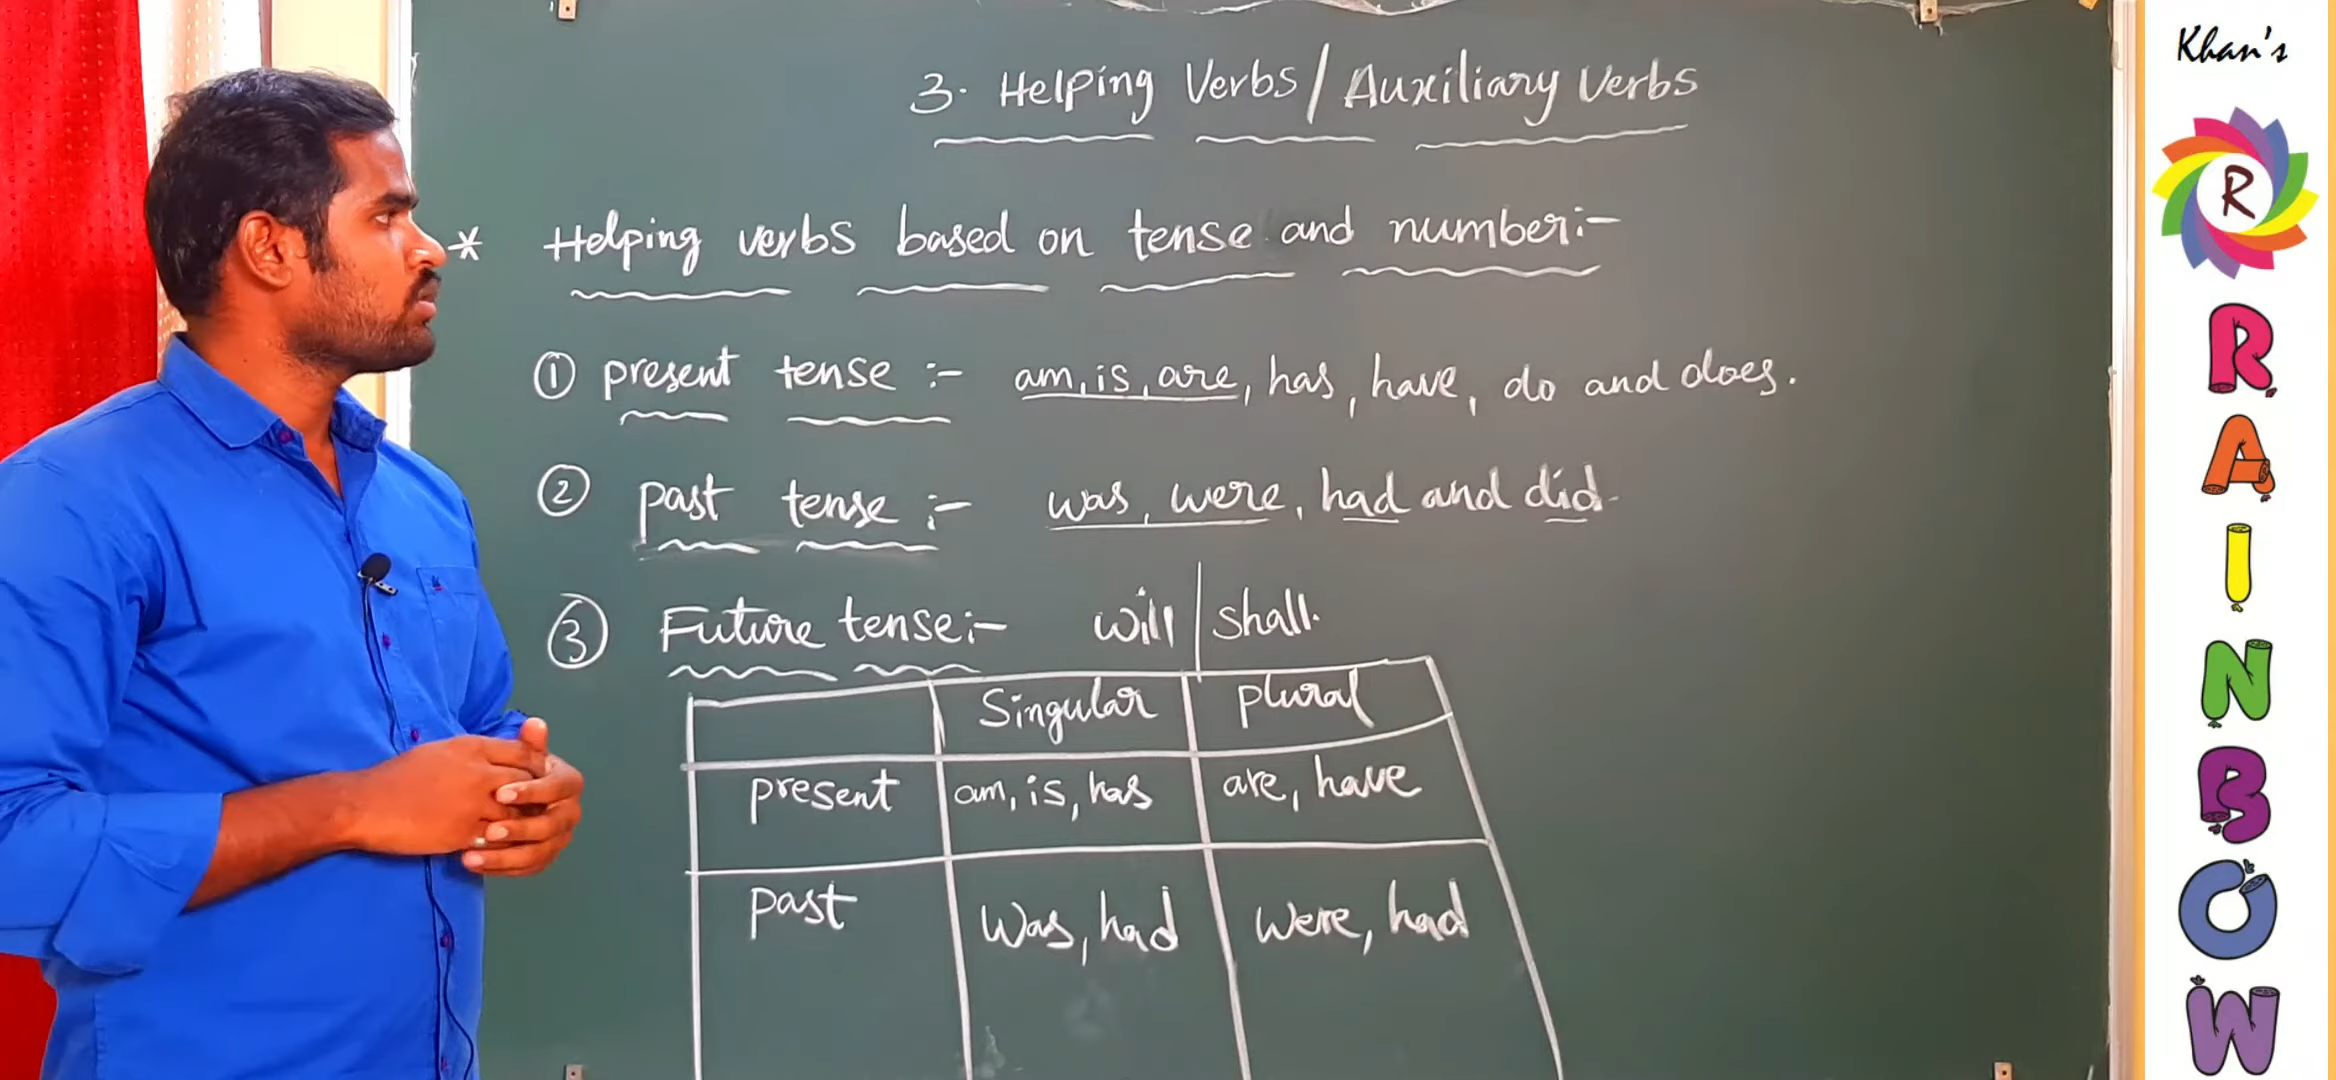 3. Helping Verbs / Auxiliary Verbs
* Helping verbs based on tense and number:-
① present tense :- am, is, are, has, have, do and does.
② past tense :- was, were, had and did.
③ Future tense:- will | shall.
Singular plural
present am, is, has are, have
past Was, had Were, had
Khan's
R
RAINBOW